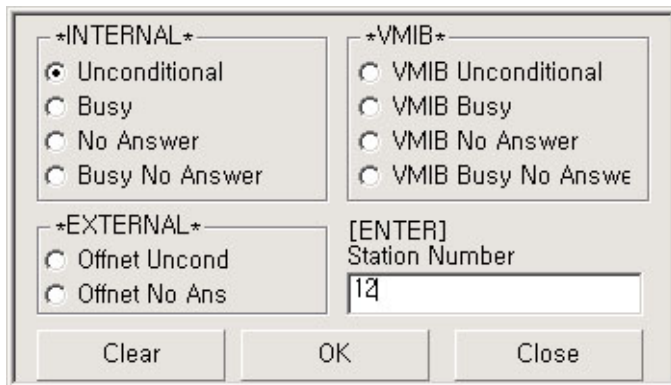 *INTERNAL*
Unconditional
Busy
No Answer
Busy No Answer
*VMIB*
VMIB Unconditional
VMIB Busy
VMIB No Answer
VMIB Busy No Answe
*EXTERNAL*
Offnet Uncond
Offnet No Ans
[ENTER]
Station Number
12
Clear
OK
Close